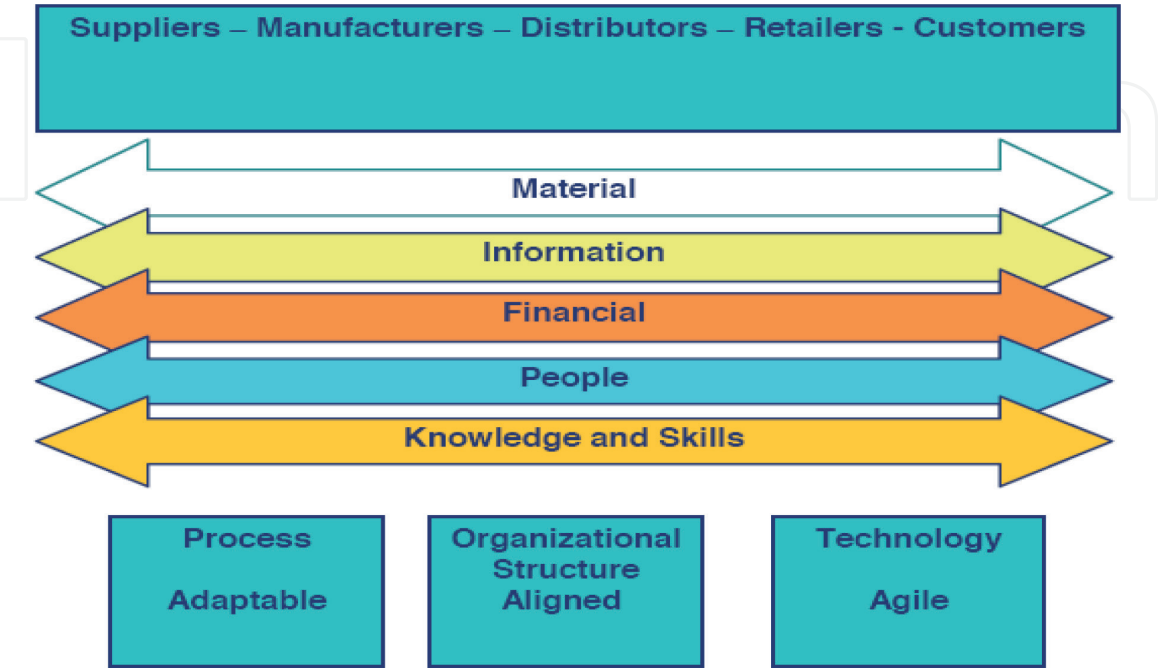 Suppliers – Manufacturers – Distributors – Retailers - Customers
Material
Information
Financial
People
Knowledge and Skills
Process
Adaptable
Organizational
Structure
Aligned
Technology
Agile